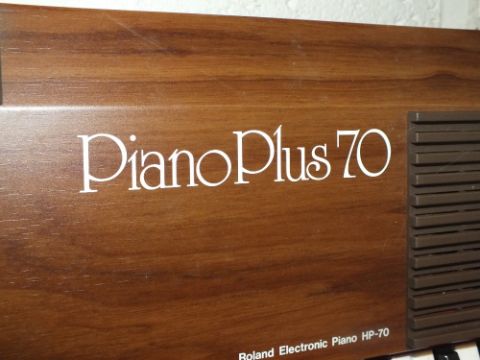 PianoPlus 70
Roland Electronic Piano HP-70